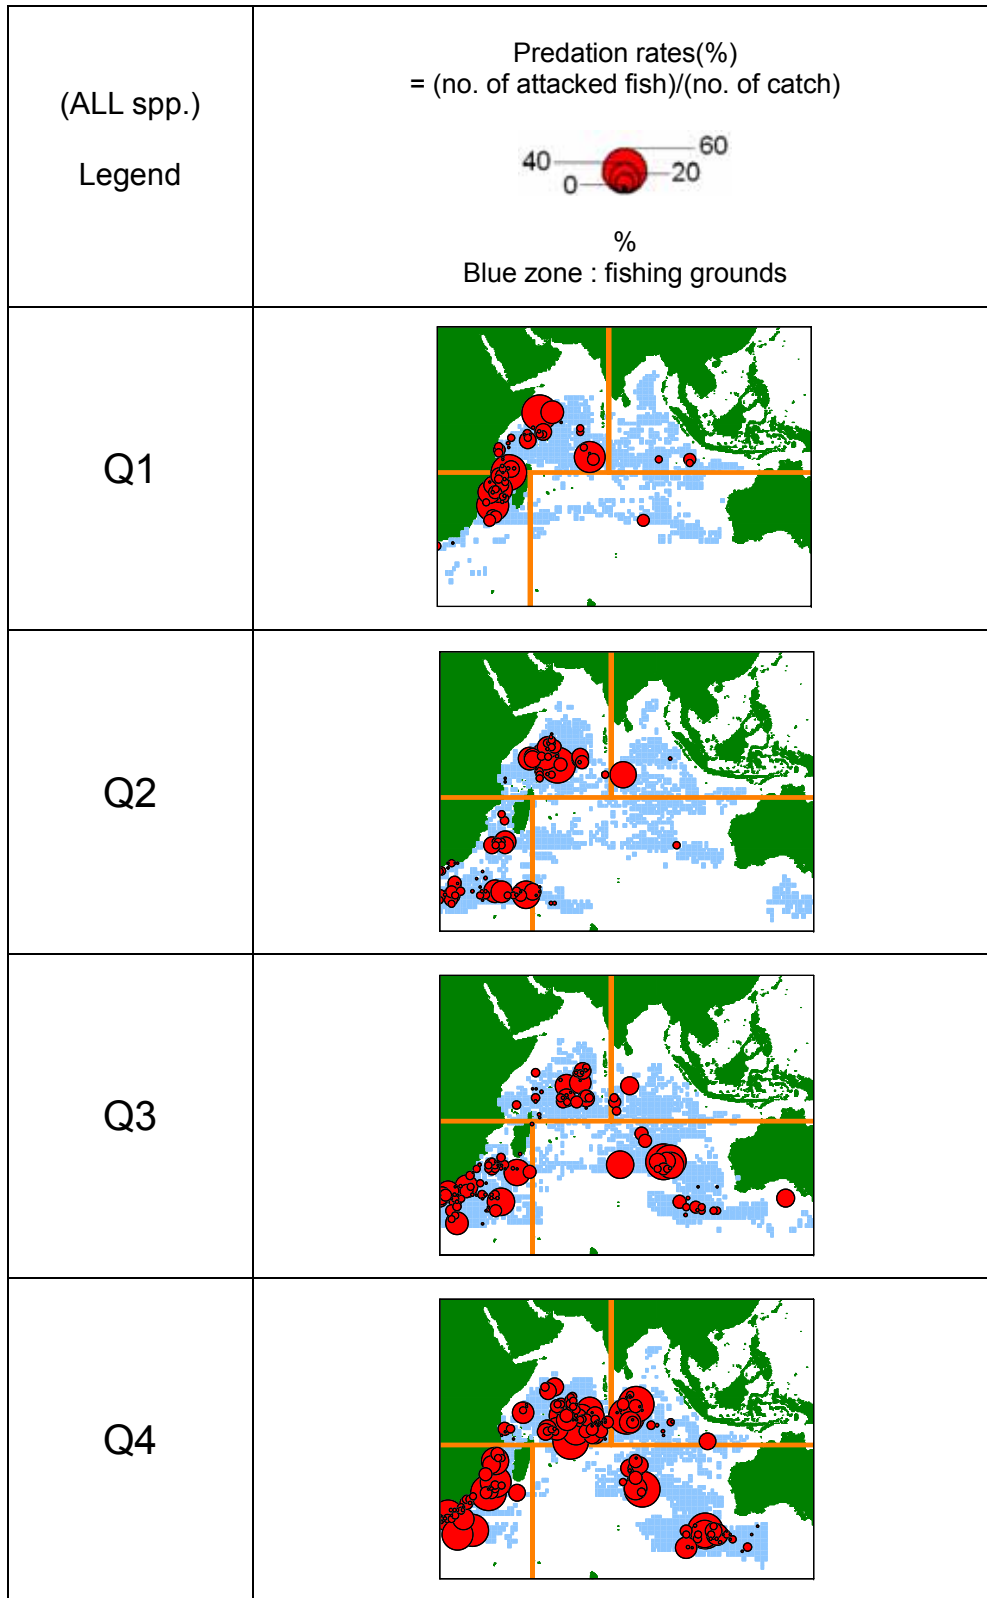 (ALL spp.)
Legend
Predation rates(%)
= (no. of attacked fish)/(no. of catch)
60
40
20
0
%
Blue zone : fishing grounds
Q1
Q2
Q3
Q4